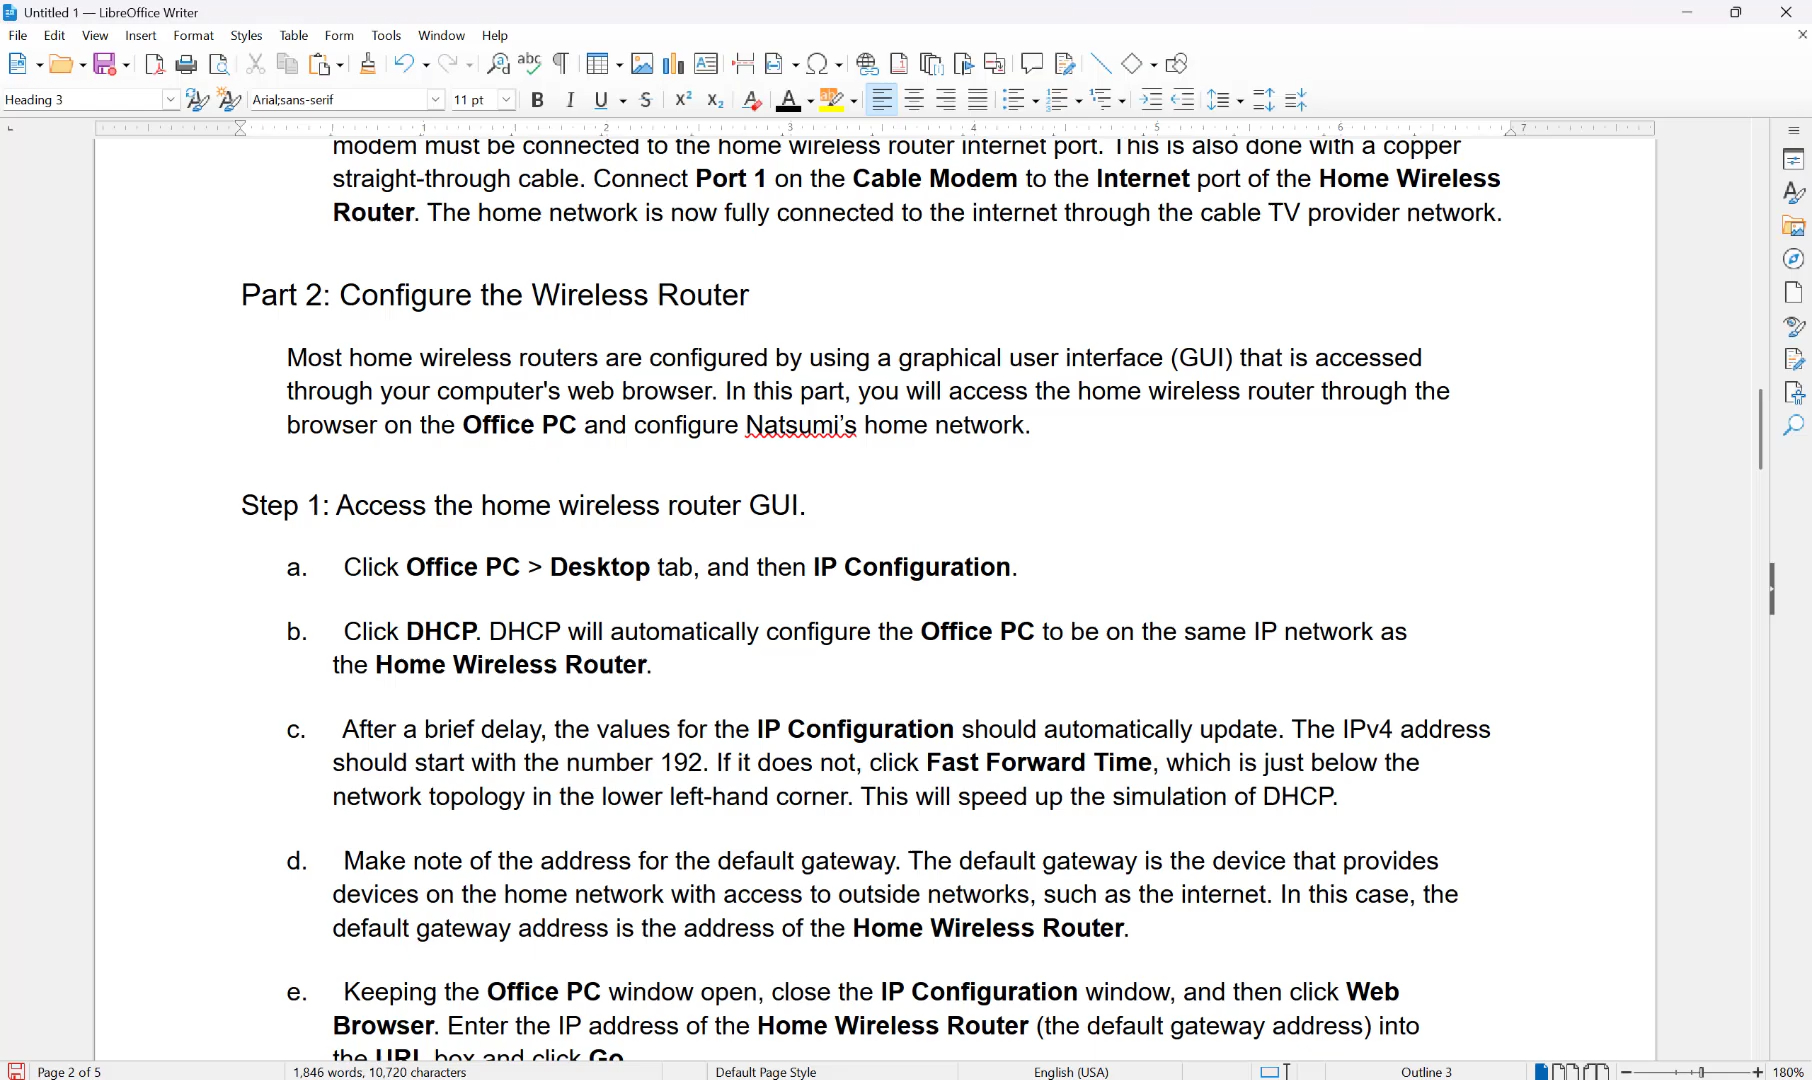 Untitled 1 — LibreOffice Writer
File Edit View Insert Format Styles Table Form Tools Window Help
Heading 3 Arial;sans-serif 11 pt
1 2 3 4 5 6 7
modem must be connected to the home wireless router internet port. This is also done with a copper
straight-through cable. Connect Port 1 on the Cable Modem to the Internet port of the Home Wireless
Router. The home network is now fully connected to the internet through the cable TV provider network.
Part 2: Configure the Wireless Router
Most home wireless routers are configured by using a graphical user interface (GUI) that is accessed
through your computer's web browser. In this part, you will access the home wireless router through the
browser on the Office PC and configure Natsumi’s home network.
Step 1: Access the home wireless router GUI.
a. Click Office PC > Desktop tab, and then IP Configuration.
b. Click DHCP. DHCP will automatically configure the Office PC to be on the same IP network as
the Home Wireless Router.
c. After a brief delay, the values for the IP Configuration should automatically update. The IPv4 address
should start with the number 192. If it does not, click Fast Forward Time, which is just below the
network topology in the lower left-hand corner. This will speed up the simulation of DHCP.
d. Make note of the address for the default gateway. The default gateway is the device that provides
devices on the home network with access to outside networks, such as the internet. In this case, the
default gateway address is the address of the Home Wireless Router.
e. Keeping the Office PC window open, close the IP Configuration window, and then click Web
Browser. Enter the IP address of the Home Wireless Router (the default gateway address) into
the URL box and click Go.
Page 2 of 5 1,846 words, 10,720 characters Default Page Style English (USA) Outline 3 180%